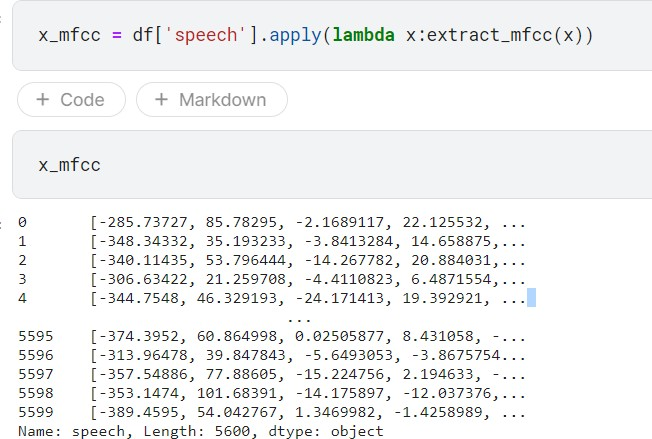 x_mfcc = df['speech'].apply(lambda x:extract_mfcc(x))
+ Code + Markdown
x_mfcc
0 [-285.73727, 85.78295, -2.1689117, 22.125532, ...
1 [-348.34332, 35.193233, -3.8413284, 14.658875,...
2 [-340.11435, 53.796444, -14.267782, 20.884031,...
3 [-306.63422, 21.259708, -4.4110823, 6.4871554,...
4 [-344.7548, 46.329193, -24.171413, 19.392921, ...
...
5595 [-374.3952, 60.864998, 0.02505877, 8.431058, -...
5596 [-313.96478, 39.847843, -5.6493053, -3.8675754...
5597 [-357.54886, 77.88605, -15.224756, 2.194633, -...
5598 [-353.1474, 101.68391, -14.175897, -12.037376,...
5599 [-389.4595, 54.042767, 1.3469982, -1.4258989, ...
Name: speech, Length: 5600, dtype: object